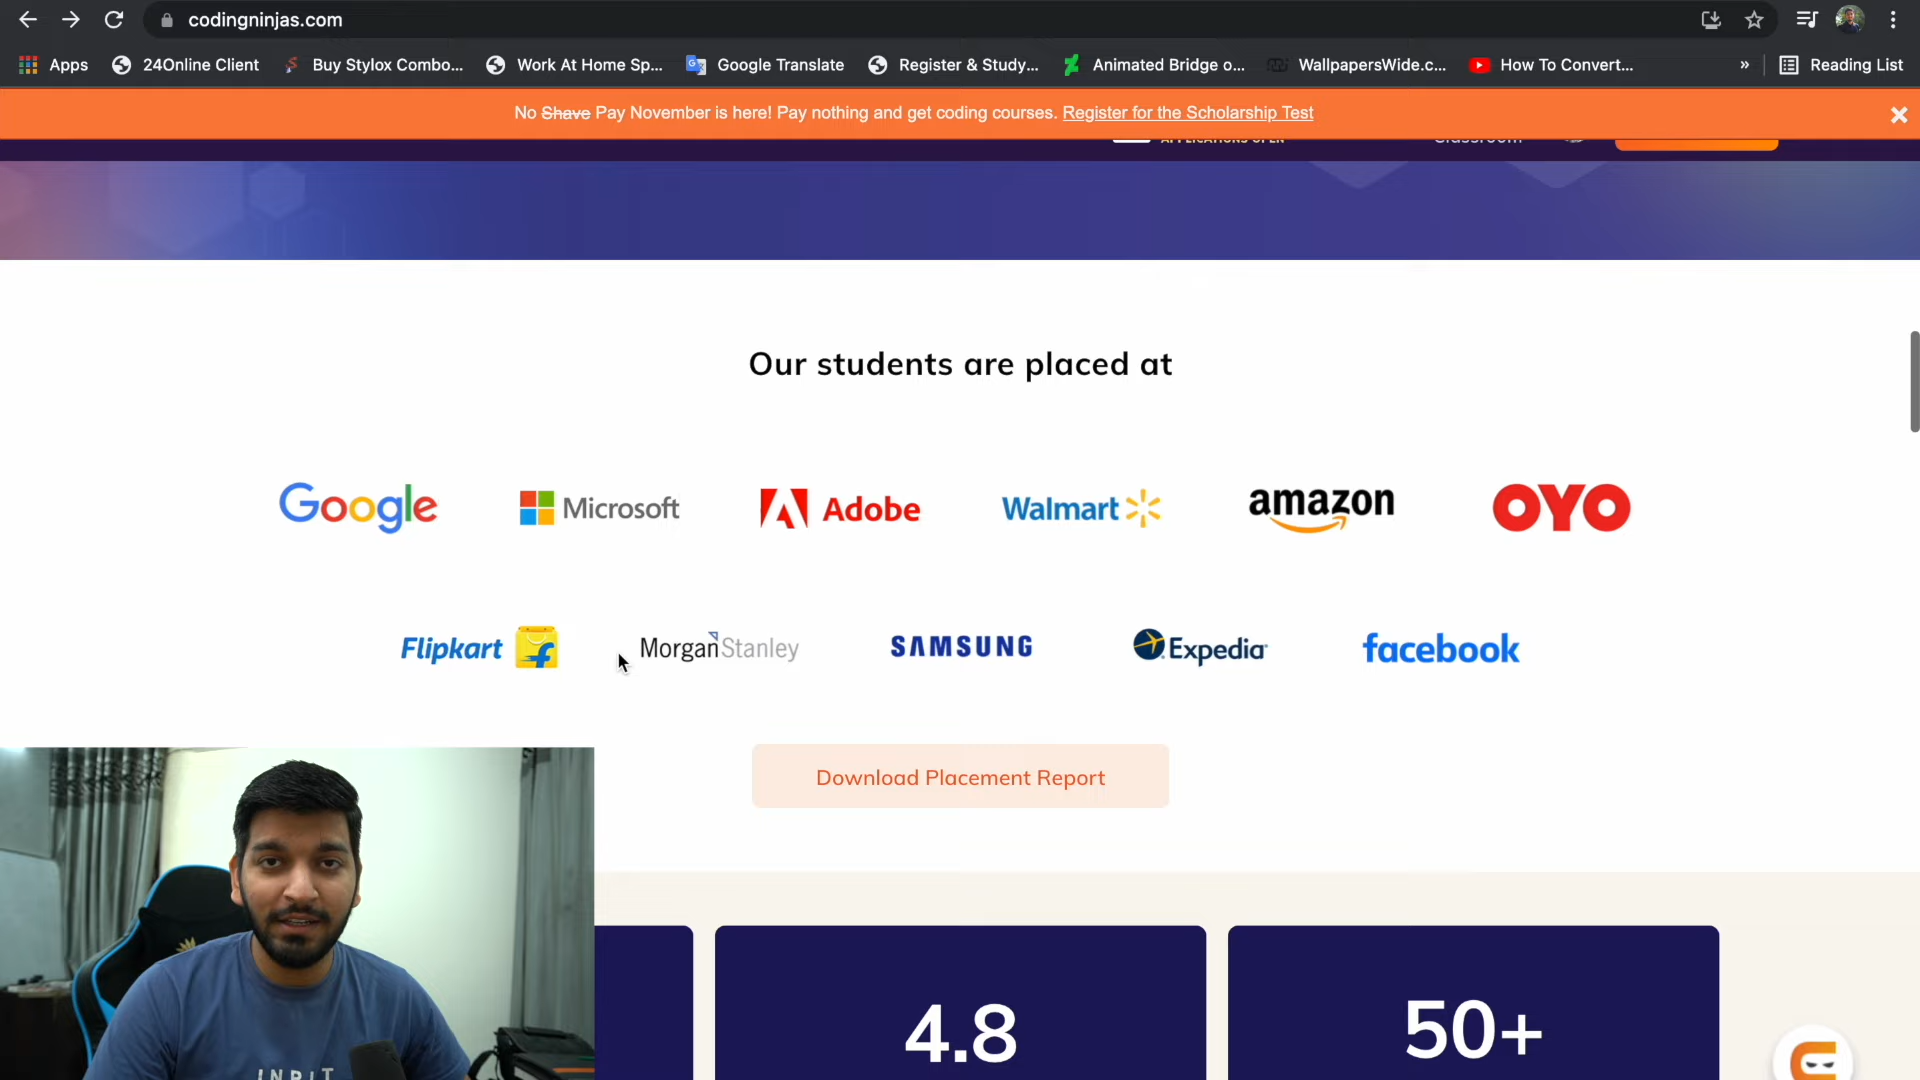 codingninjas.com
Apps 24Online Client Buy Stylox Combo... Work At Home Sp... Google Translate Register & Study... Animated Bridge o... WallpapersWide.c... How To Convert... » Reading List
No Shave Pay November is here! Pay nothing and get coding courses. Register for the Scholarship Test
Our students are placed at
Google Microsoft Adobe Walmart amazon OYO
Flipkart Morgan Stanley SAMSUNG Expedia facebook
Download Placement Report
4.8 50+